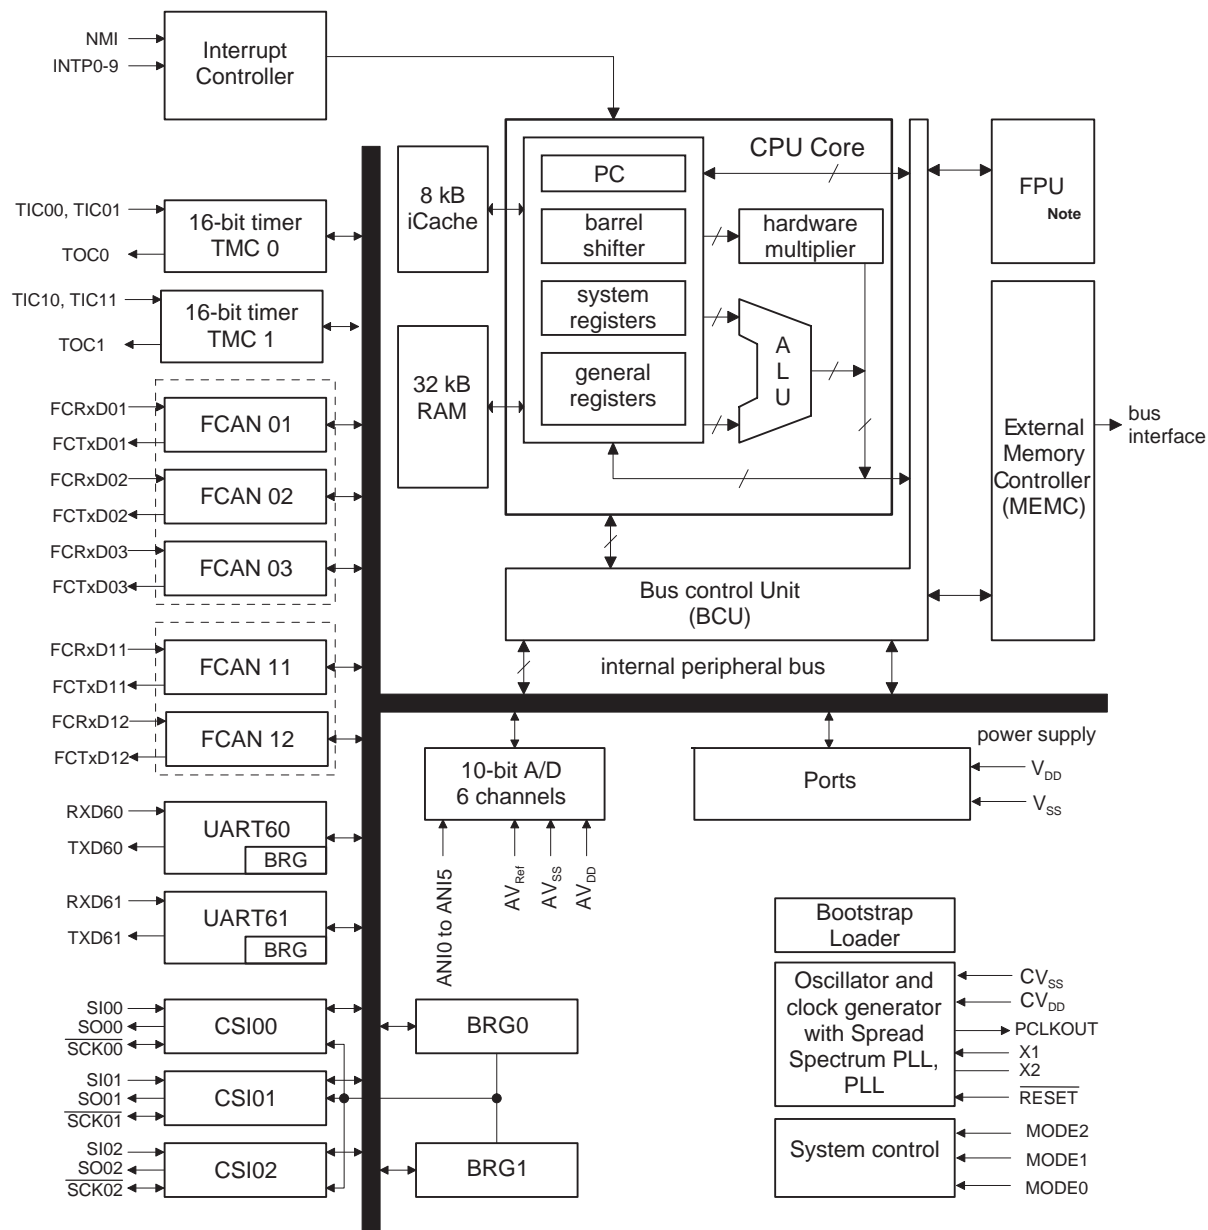 NMI
INTP0-9
Interrupt
Controller
TIC00, TIC01
TOC0
16-bit timer
TMC 0
TIC10, TIC11
TOC1
16-bit timer
TMC 1
FCRxD01
FCTxD01
FCAN 01
FCRxD02
FCTxD02
FCAN 02
FCRxD03
FCTxD03
FCAN 03
FCRxD11
FCTxD11
FCAN 11
FCRxD12
FCTxD12
FCAN 12
RXD60
TXD60
UART60
BRG
RXD61
TXD61
UART61
BRG
SI00
SO00
SCK00
CSI00
SI01
SO01
SCK01
CSI01
SI02
SO02
SCK02
CSI02
8 kB
iCache
32 kB
RAM
CPU Core
PC
barrel
shifter
system
registers
general
registers
hardware
multiplier
A
L
U
FPU
Note
External
Memory
Controller
(MEMC)
bus
interface
Bus control Unit
(BCU)
internal peripheral bus
10-bit A/D
6 channels
ANI0 to ANI5
AVRef
AVSS
AVDD
power supply
Ports
VDD
VSS
BRG0
BRG1
Bootstrap
Loader
Oscillator and
clock generator
with Spread
Spectrum PLL,
PLL
CVSS
CVDD
PCLKOUT
X1
X2
RESET
System control
MODE2
MODE1
MODE0